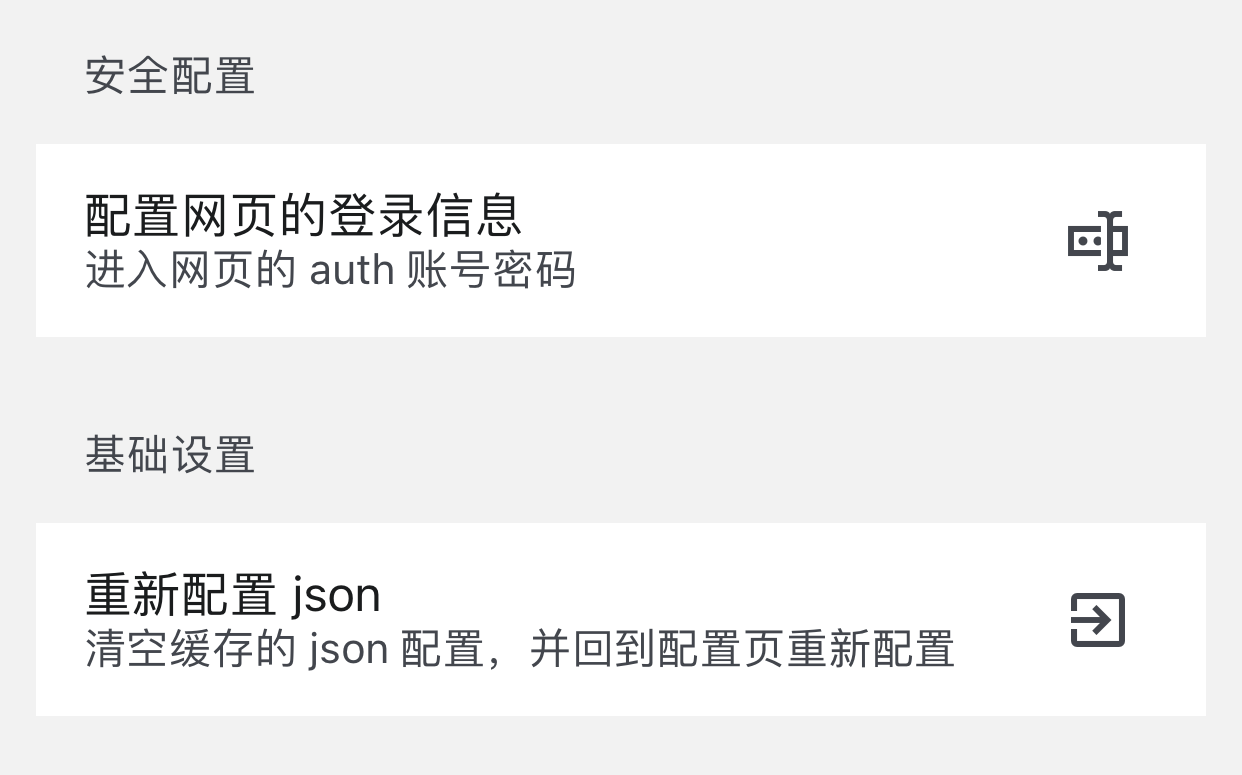 安全配置
配置网页的登录信息
进入网页的 auth 账号密码
基础设置
重新配置 json
清空缓存的 json 配置，并回到配置页重新配置